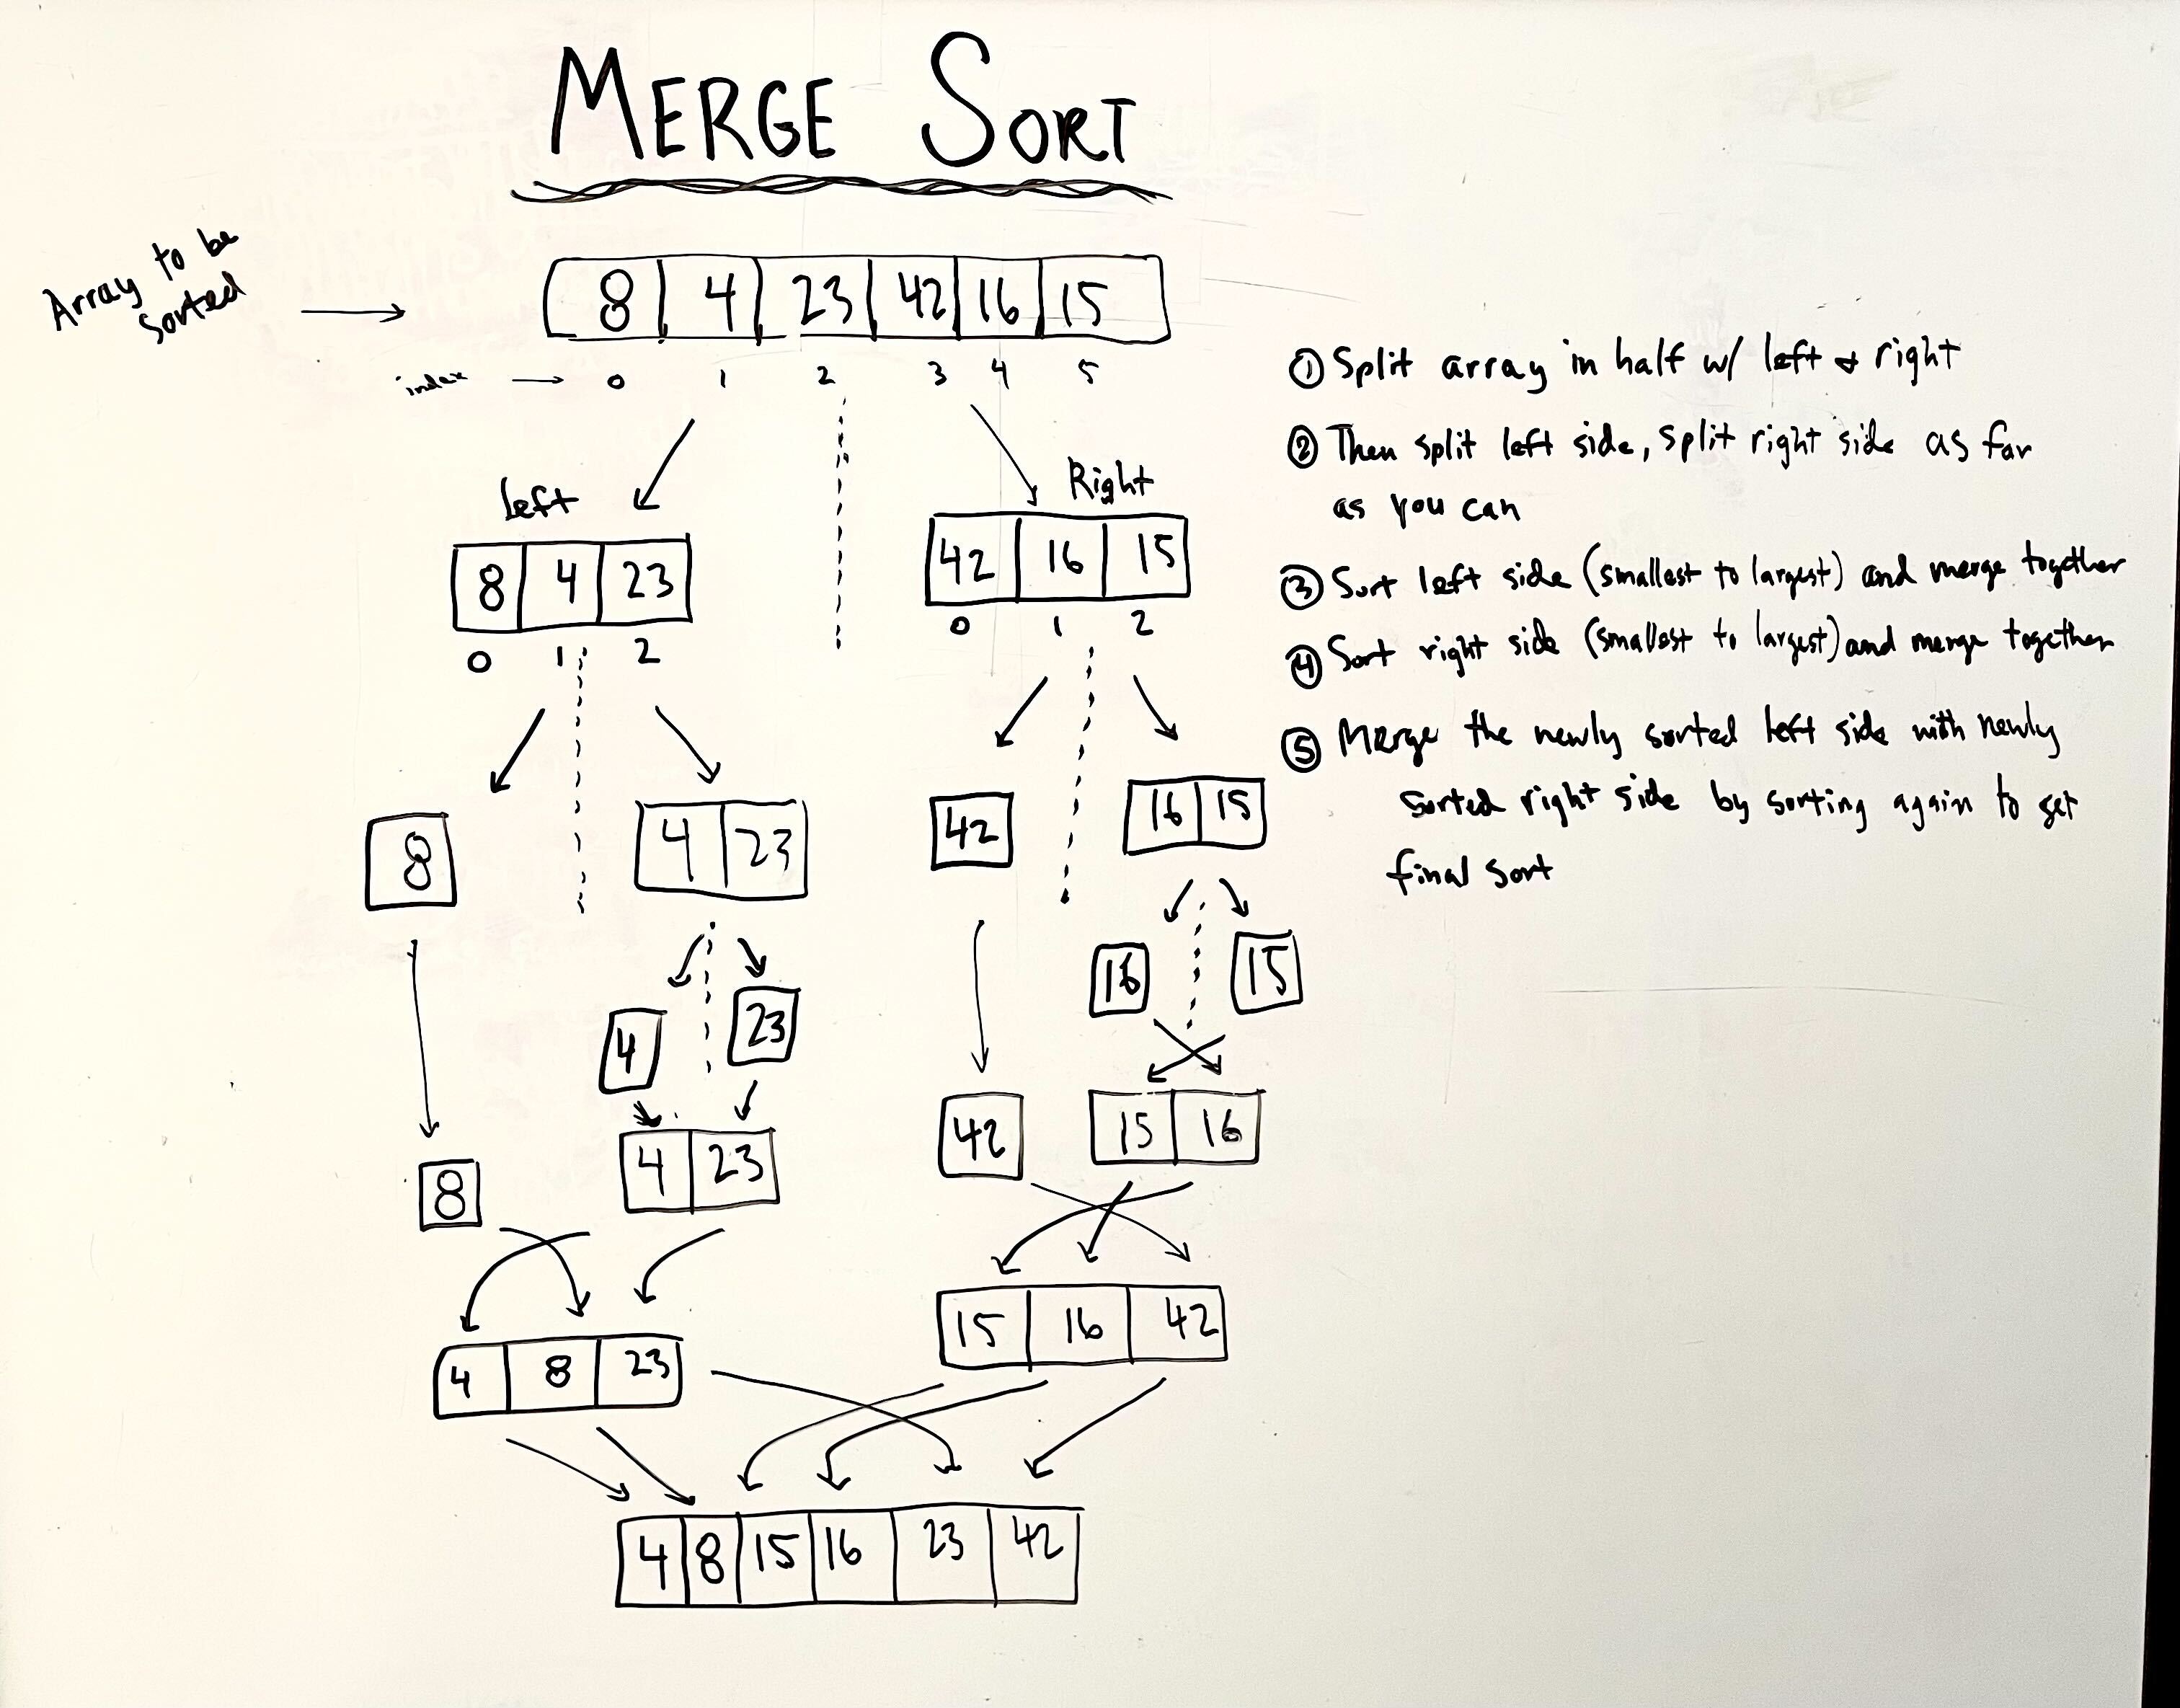 MERGE SORT
Array to be
sorted
8 4 23 42 16 15
index 0 1 2 3 4 5
left
Right
8 4 23
42 16 15
0 1 2
0 1 2
8
4 23
42
16 15
4
23
16
15
8
4 23
42
15 16
4 8 23
15 16 42
4 8 15 16 23 42
① Split array in half w/ left & right
② Then split left side, split right side as far
as you can
③ Sort left side (smallest to largest) and merge together
④ Sort right side (smallest to largest) and merge together
⑤ Merge the newly sorted left side with newly
sorted right side by sorting again to get
final sort